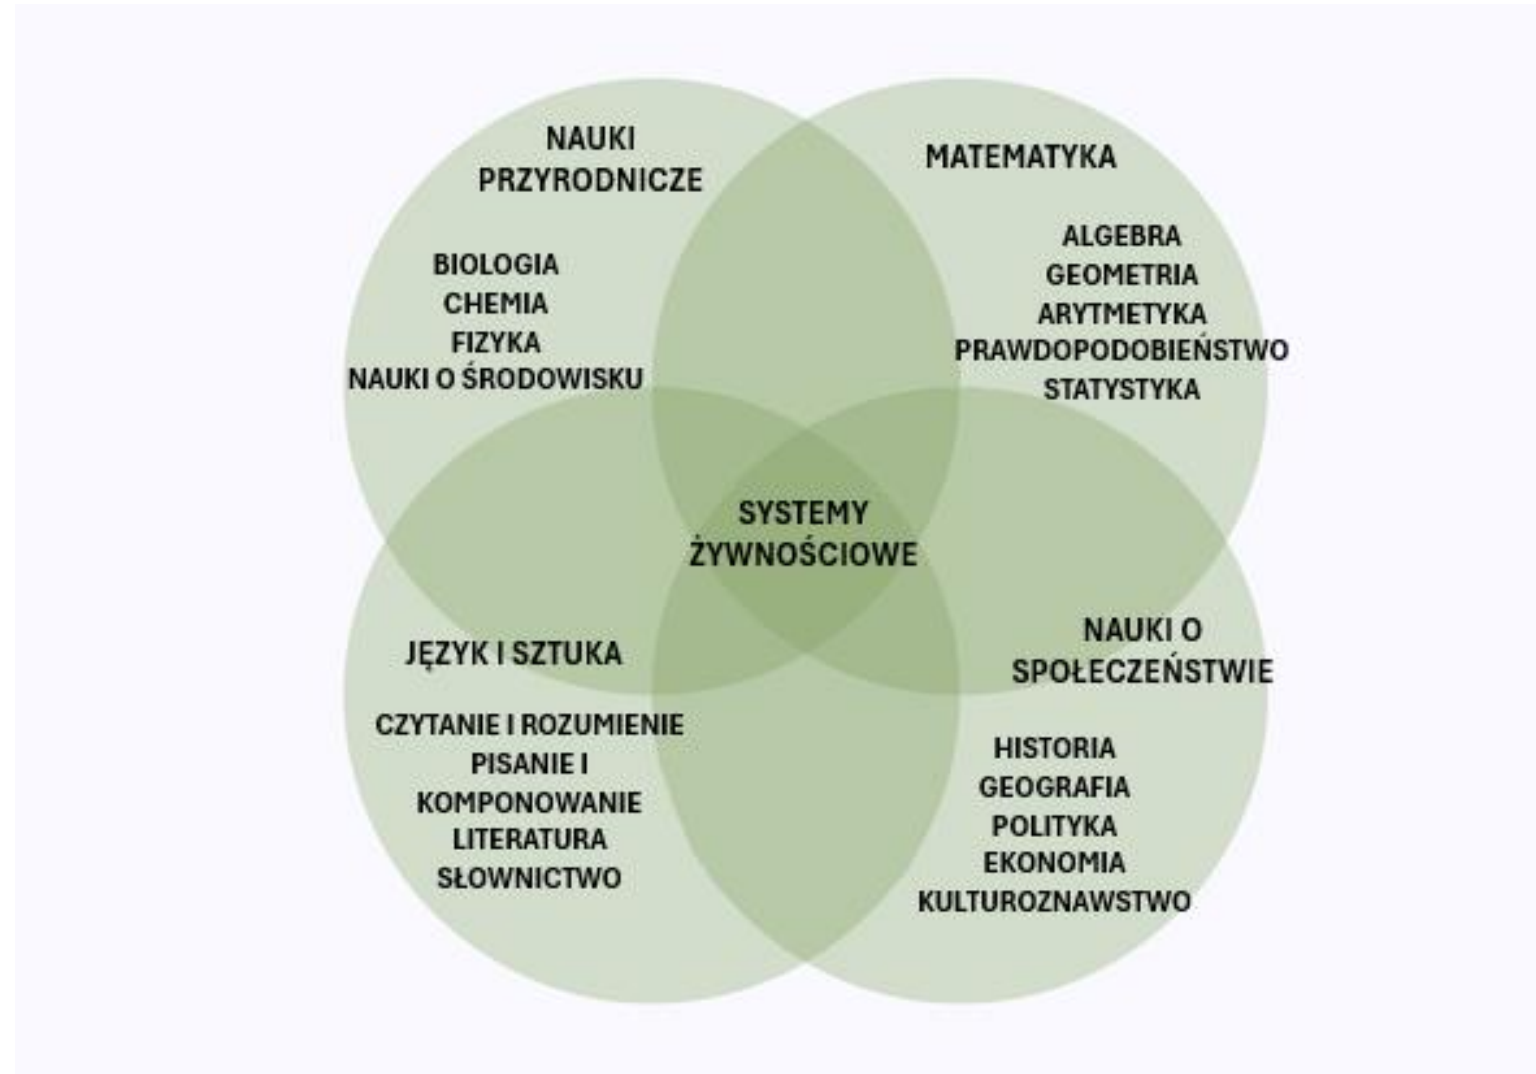 NAUKI
PRZYRODNICZE
BIOLOGIA
CHEMIA
FIZYKA
NAUKI O ŚRODOWISKU
MATEMATYKA
ALGEBRA
GEOMETRIA
ARYTMETYKA
PRAWDOPODOBIEŃSTWO
STATYSTYKA
SYSTEMY
ŻYWNOŚCIOWE
JĘZYK I SZTUKA
CZYTANIE I ROZUMIENIE
PISANIE I
KOMPONOWANIE
LITERATURA
SŁOWNICTWO
NAUKI O
SPOŁECZEŃSTWIE
HISTORIA
GEOGRAFIA
POLITYKA
EKONOMIA
KULTUROZNAWSTWO